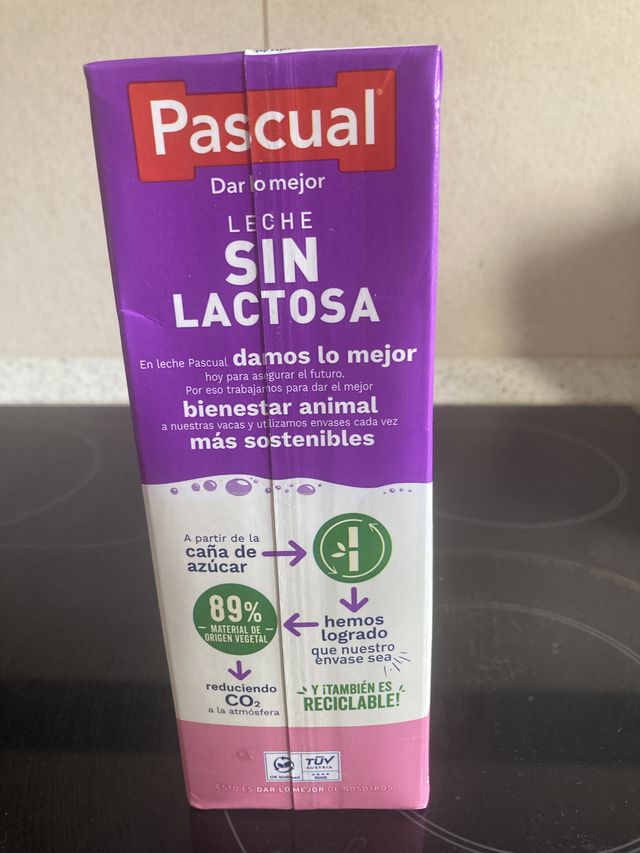 Pascual
Dar lo mejor
LECHE
SIN
LACTOSA
En leche Pascual damos lo mejor
hoy para asegurar el futuro.
Por eso trabajamos para dar el mejor
bienestar animal
a nuestras vacas y utilizamos envases cada vez
más sostenibles
A partir de la
caña de
azúcar
89%
MATERIAL DE
ORIGEN VEGETAL
hemos
logrado
que nuestro
envase sea
reduciendo
CO₂
a la atmósfera
Y ¡TAMBIÉN ES
RECICLABLE!
OK biobased
TÜV
AUSTRIA
ESTO ES DAR LO MEJOR DE NOSOTROS